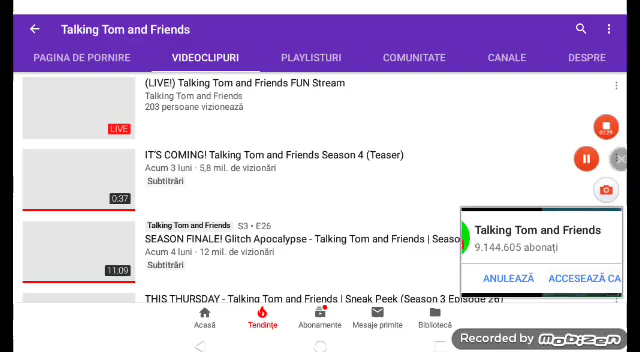 Talking Tom and Friends
PAGINA DE PORNIRE VIDEOCLIPURI PLAYLISTURI COMUNITATE CANALE DESPRE
(LIVE!) Talking Tom and Friends FUN Stream
Talking Tom and Friends
203 persoane vizionează
LIVE
IT'S COMING! Talking Tom and Friends Season 4 (Teaser)
Acum 3 luni · 5,8 mil. de vizionări
Subtitrări
0:37
Talking Tom and Friends S3 • E26
SEASON FINALE! Glitch Apocalypse - Talking Tom and Friends | Seaso
Acum 4 luni · 12 mil. de vizionări
Subtitrări
11:09
THIS THURSDAY - Talking Tom and Friends | Sneak Peek (Season 3 Episode 26)
Talking Tom and Friends
9.144.605 abonați
ANULEAZĂ ACCESEAZĂ CA
Acasă Tendințe Abonamente Mesaje primite Bibliotecă
Recorded by mobizen